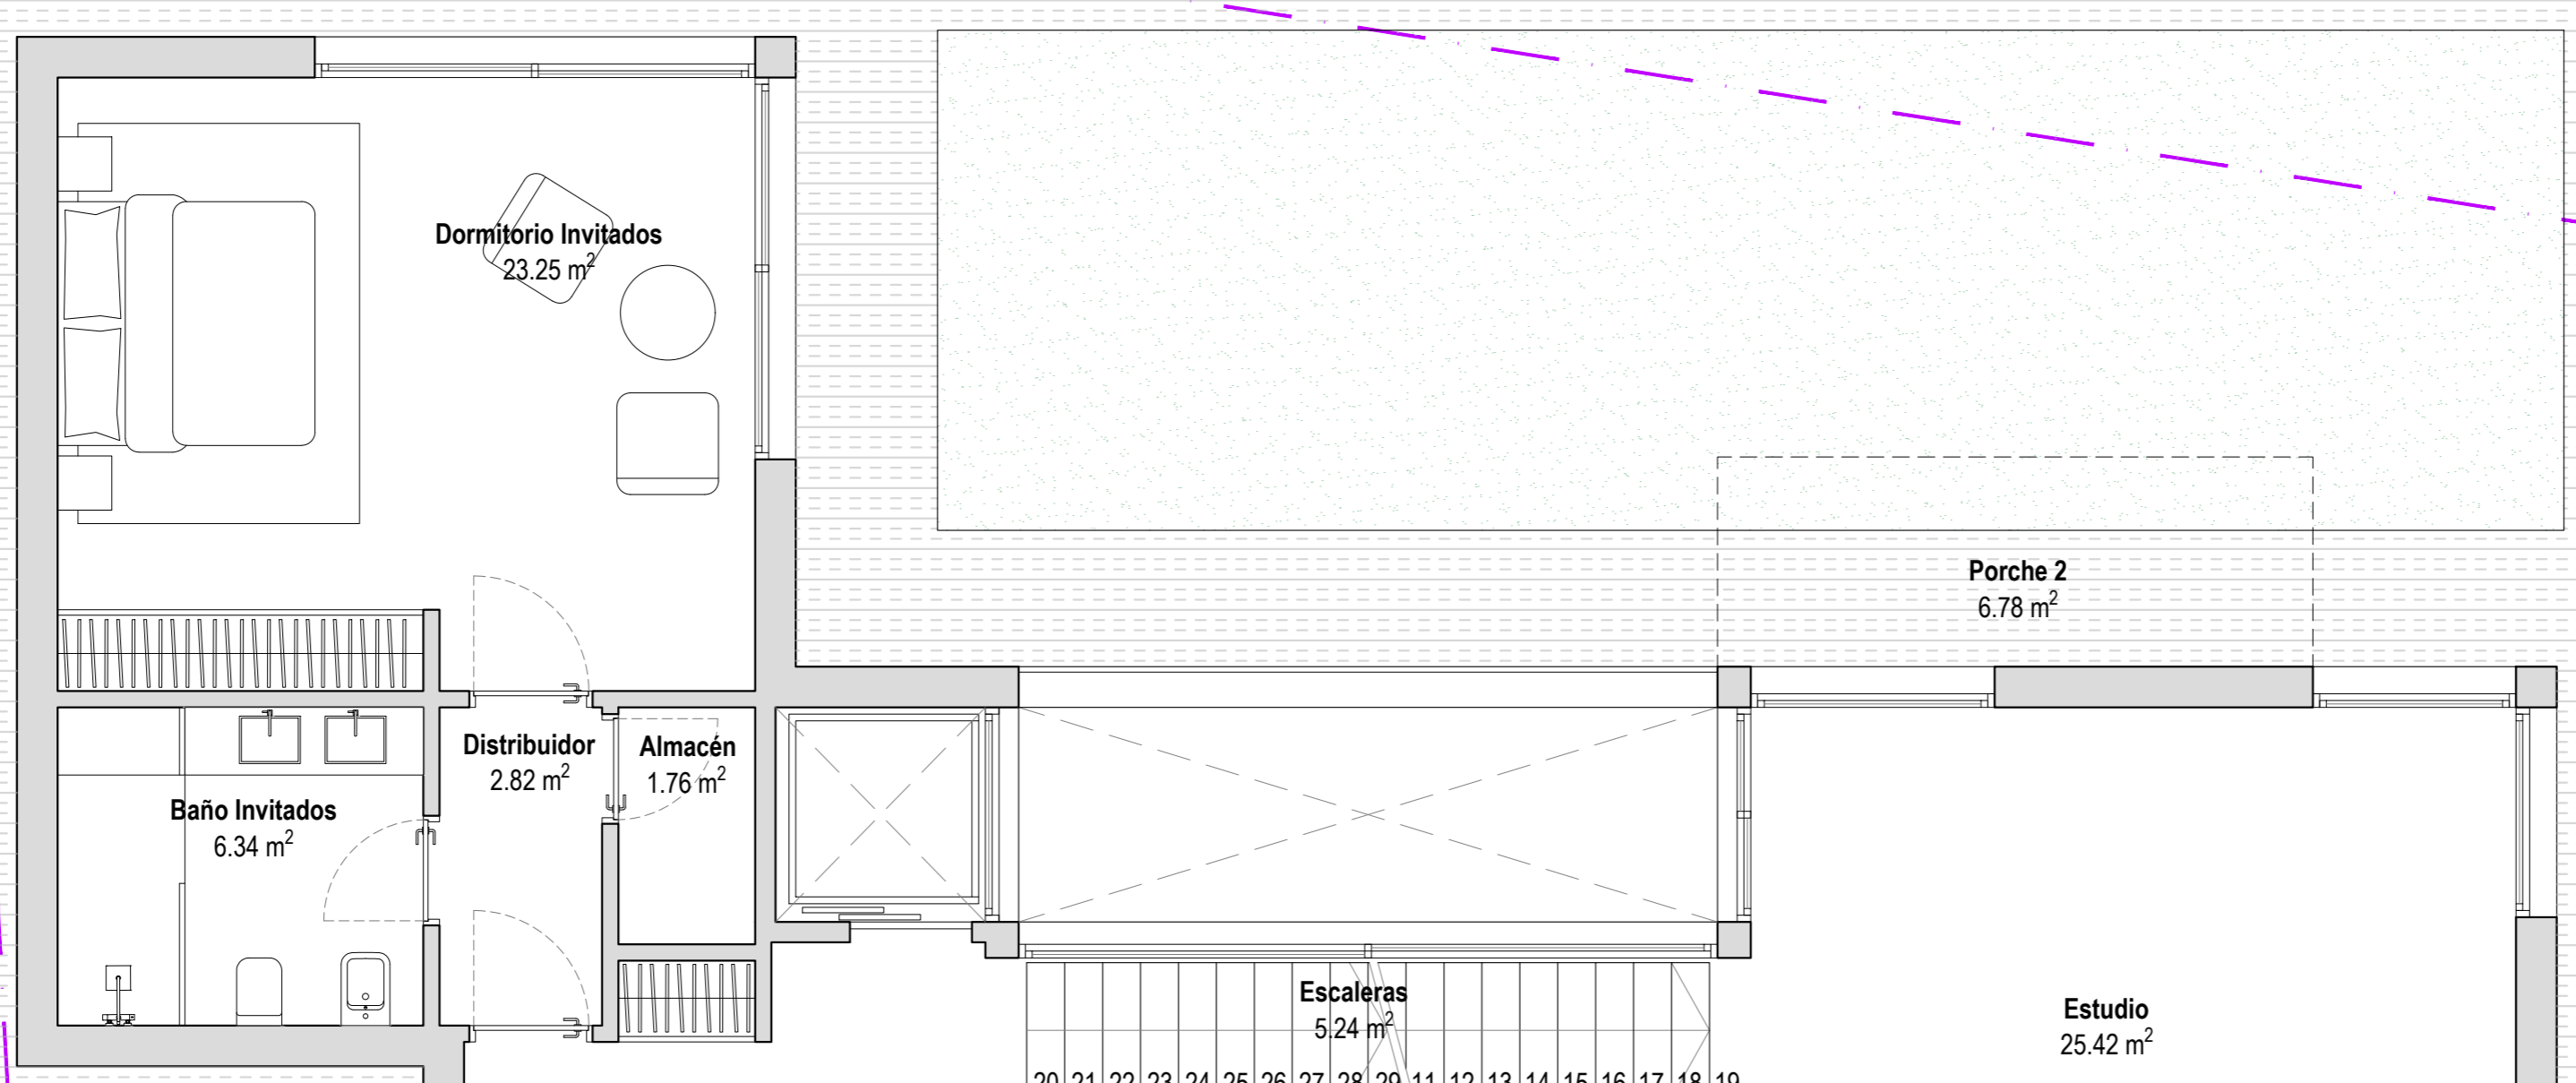 Dormitorio Invitados
23.25 m²
Porche 2
6.78 m²
Distribuidor
2.82 m²
Almacén
1.76 m²
Baño Invitados
6.34 m²
Escaleras
5.24 m²
Estudio
25.42 m²
20 21 22 23 24 25 26 27 28 29 11 12 13 14 15 16 17 18 19